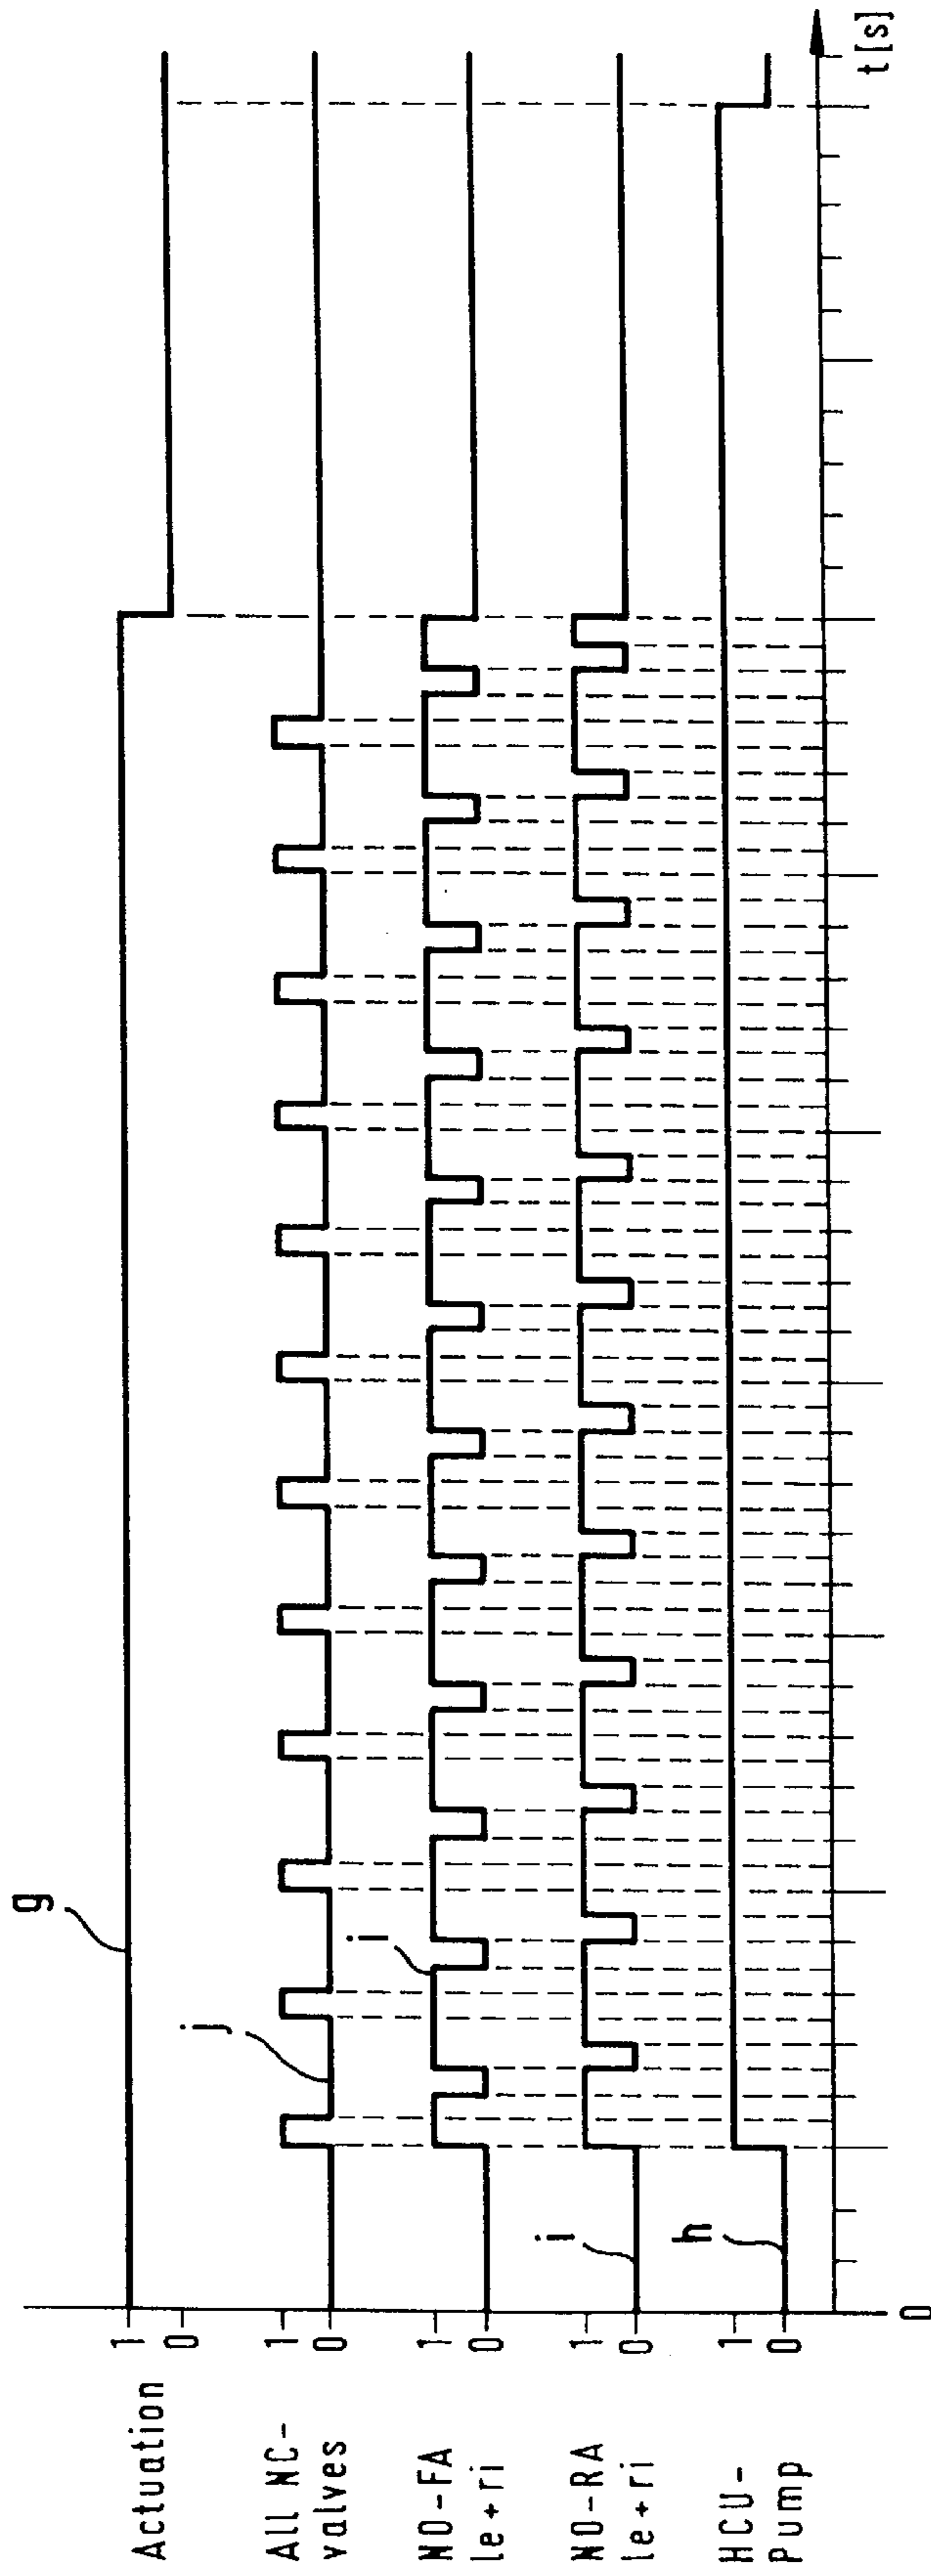 g
Actuation
1
0
j
All NC-
valves
1
0
i
NO-FA
le+ri
1
0
i
NO-RA
le+ri
1
0
h
HCU-
Pump
1
0
0
t[s]